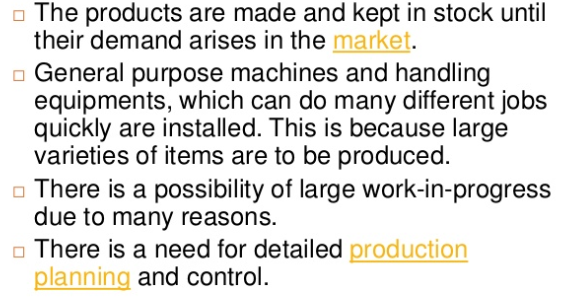 The products are made and kept in stock until
their demand arises in the market.
General purpose machines and handling
equipments, which can do many different jobs
quickly are installed. This is because large
varieties of items are to be produced.
There is a possibility of large work-in-progress
due to many reasons.
There is a need for detailed production
planning and control.